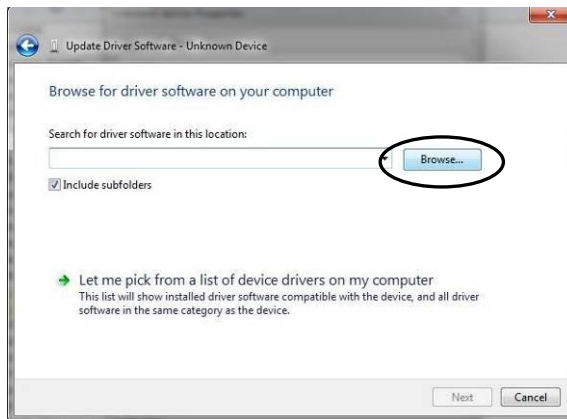 Unknown device Properties
Update Driver Software - Unknown Device
Browse for driver software on your computer
Search for driver software in this location:
Browse...
Include subfolders
Let me pick from a list of device drivers on my computer
This list will show installed driver software compatible with the device, and all driver
software in the same category as the device.
Next Cancel